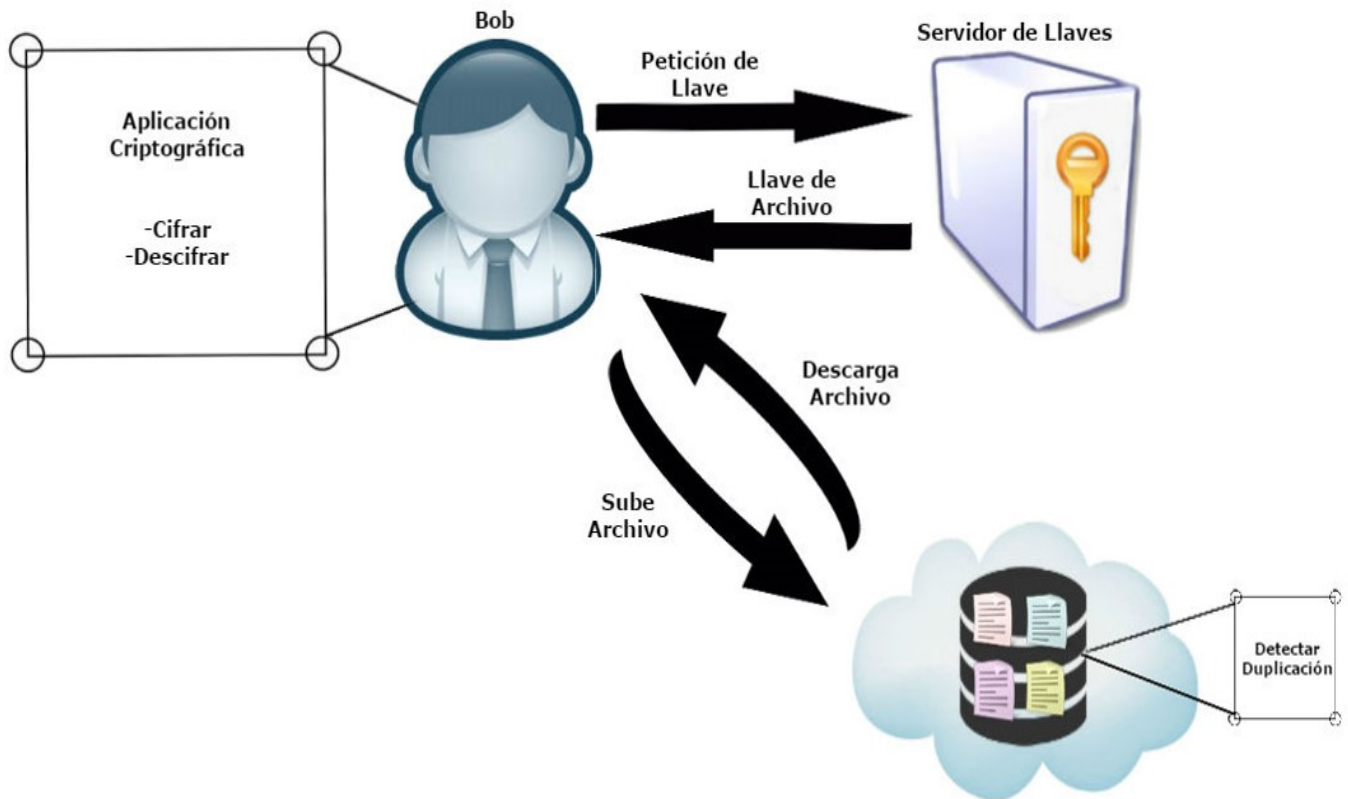 Bob
Servidor de Llaves
Petición de
Llave
Aplicación
Criptográfica
-Cifrar
-Descifrar
Llave de
Archivo
Descarga
Archivo
Sube
Archivo
Detectar
Duplicación